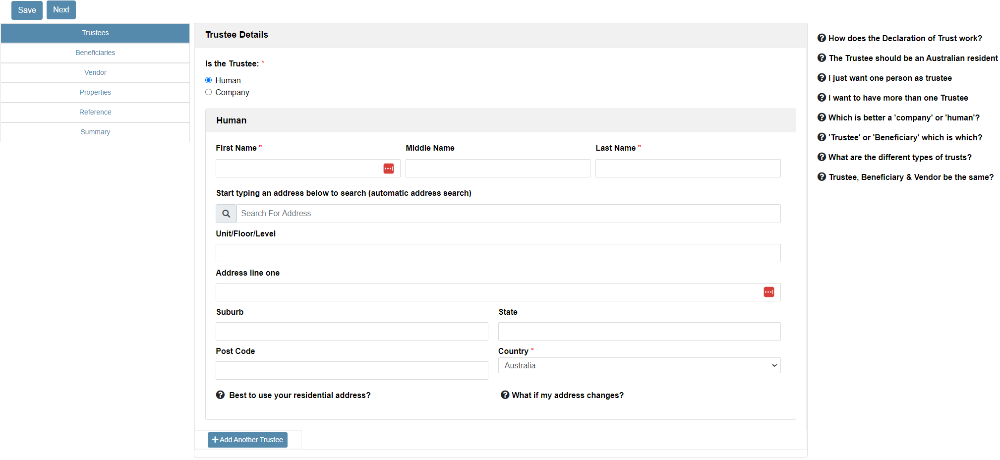 Save Next
Trustees
Beneficiaries
Vendor
Properties
Reference
Summary
Trustee Details
Is the Trustee: *
Human
Company
Human
First Name * Middle Name Last Name *
Start typing an address below to search (automatic address search)
Search For Address
Unit/Floor/Level
Address line one
Suburb State
Post Code Country *
Australia
Best to use your residential address? What if my address changes?
Add Another Trustee
How does the Declaration of Trust work?
The Trustee should be an Australian resident
I just want one person as trustee
I want to have more than one Trustee
Which is better a 'company' or 'human'?
'Trustee' or 'Beneficiary' which is which?
What are the different types of trusts?
Trustee, Beneficiary & Vendor be the same?